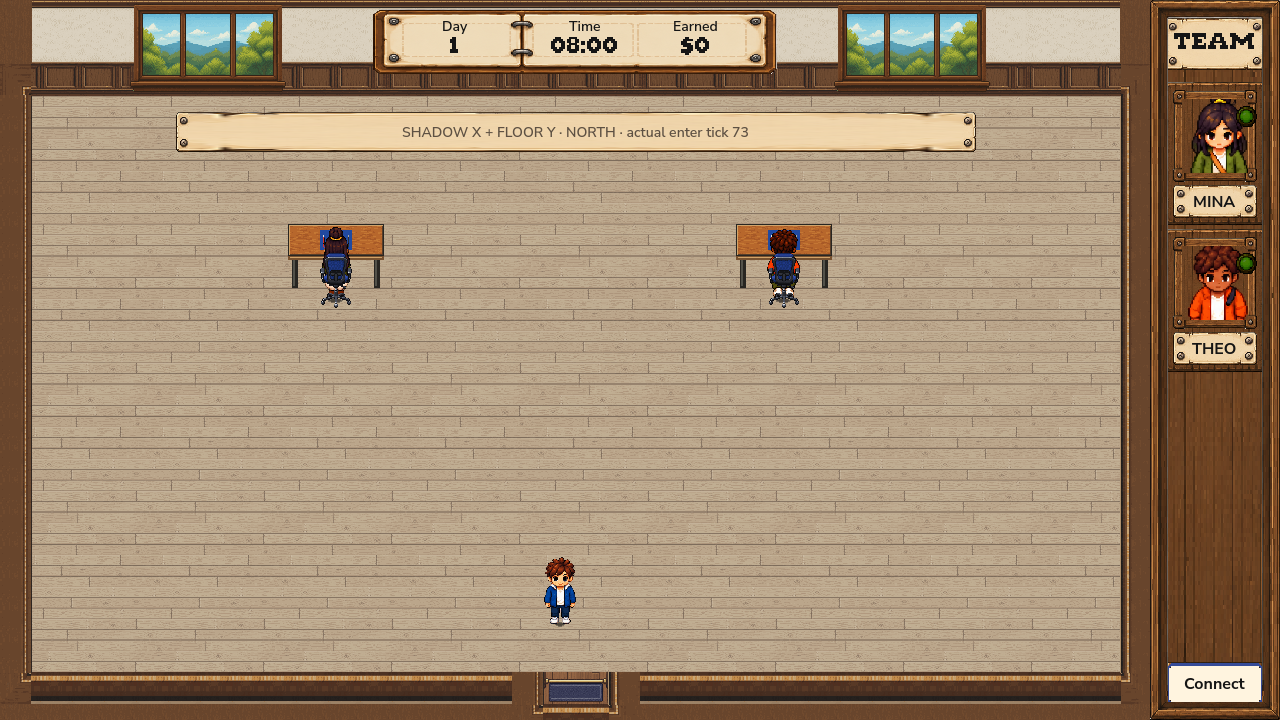 Day
1
Time
08:00
Earned
$0
TEAM
SHADOW X + FLOOR Y · NORTH · actual enter tick 73
MINA
THEO
Connect